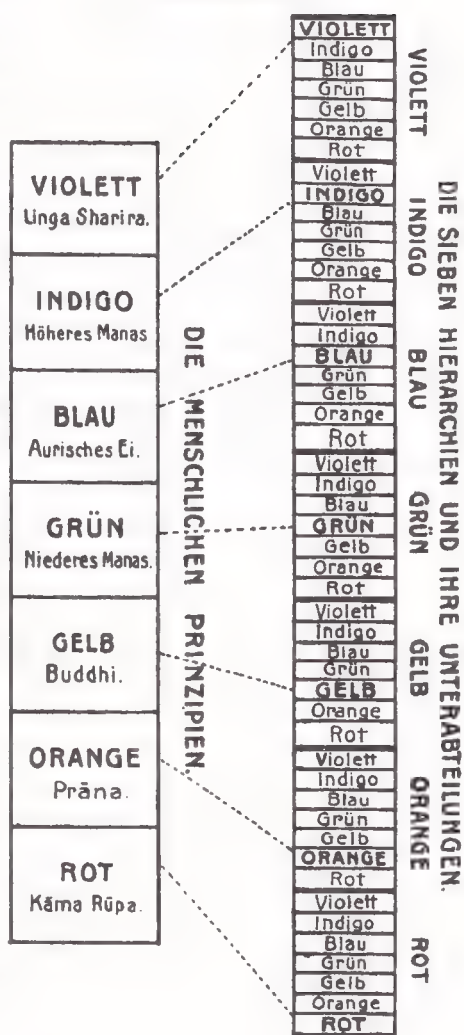 VIOLETT
Linga Sharira.
INDIGO
Höheres Manas
BLAU
Aurisches Ei.
GRÜN
Niederes Manas.
GELB
Buddhi.
ORANGE
Prāna.
ROT
Kāma Rūpa.
DIE MENSCHLICHEN PRINZIPIEN.
VIOLETT
Indigo
Blau
Grün
Gelb
Orange
Rot
Violett
INDIGO
Blau
Grün
Gelb
Orange
Rot
Violett
Indigo
BLAU
Grün
Gelb
Orange
Rot
Violett
Indigo
Blau
GRÜN
Gelb
Orange
Rot
Violett
Indigo
Blau
Grün
GELB
Orange
Rot
Violett
Indigo
Blau
Grün
Gelb
ORANGE
Rot
Violett
Indigo
Blau
Grün
Gelb
Orange
ROT
VIOLETT
INDIGO
BLAU
GRÜN
GELB
ORANGE
ROT
DIE SIEBEN HIERARCHIEN UND IHRE UNTERABTEILUNGEN.